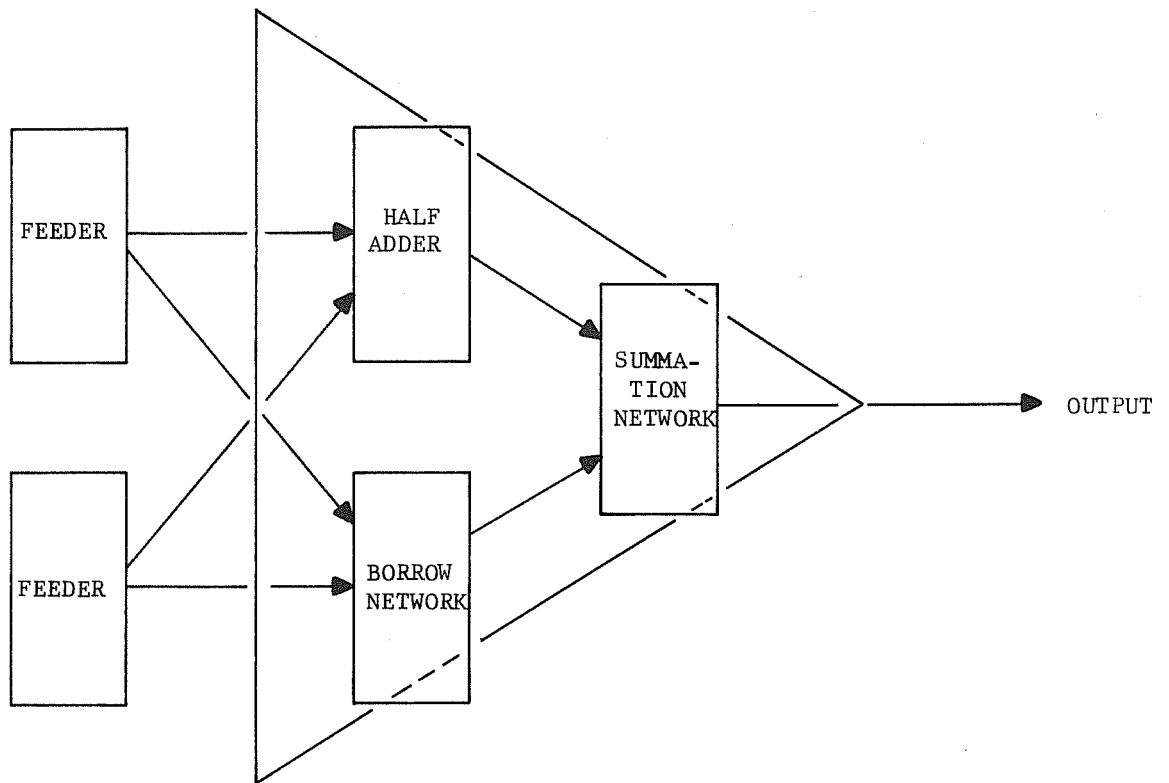 FEEDER
HALF
ADDER
SUMMA-
TION
NETWORK
OUTPUT
FEEDER
BORROW
NETWORK